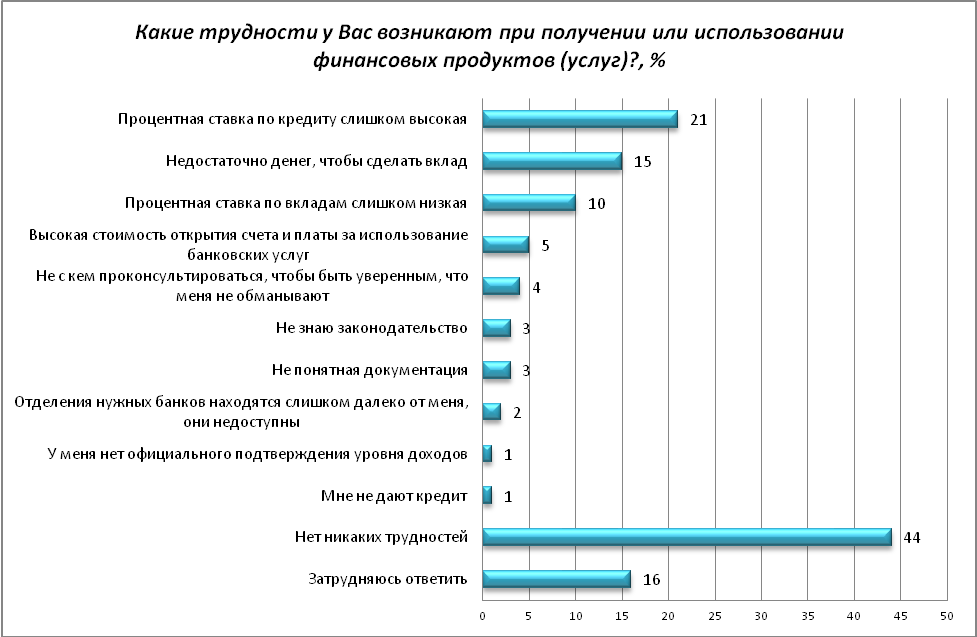 Какие трудности у Вас возникают при получении или использовании
финансовых продуктов (услуг)?, %
Процентная ставка по кредиту слишком высокая
21
Недостаточно денег, чтобы сделать вклад
15
Процентная ставка по вкладам слишком низкая
10
Высокая стоимость открытия счета и платы за использование
банковских услуг
5
Не с кем проконсультироваться, чтобы быть уверенным, что
меня не обманывают
4
Не знаю законодательство
3
Не понятная документация
3
Отделения нужных банков находятся слишком далеко от меня,
они недоступны
2
У меня нет официального подтверждения уровня доходов
1
Мне не дают кредит
1
Нет никаких трудностей
44
Затрудняюсь ответить
16
0 5 10 15 20 25 30 35 40 45 50